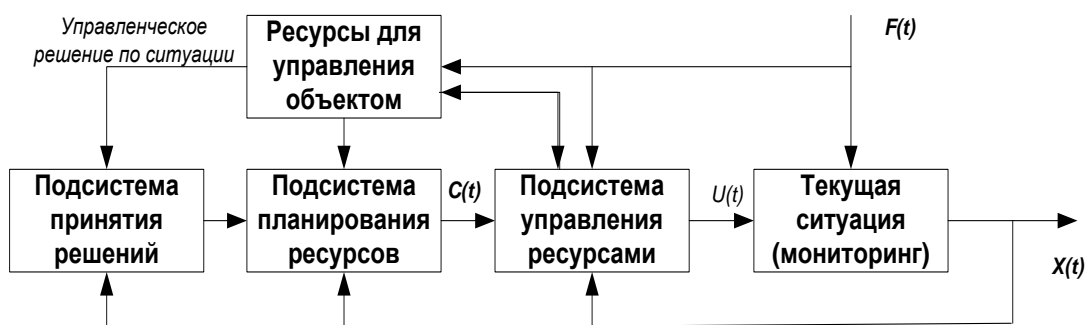 Управленческое
решение по ситуации
Ресурсы для
управления
объектом
F(t)
Подсистема
принятия
решений
Подсистема
планирования
ресурсов
C(t)
Подсистема
управления
ресурсами
U(t)
Текущая
ситуация
(мониторинг)
X(t)